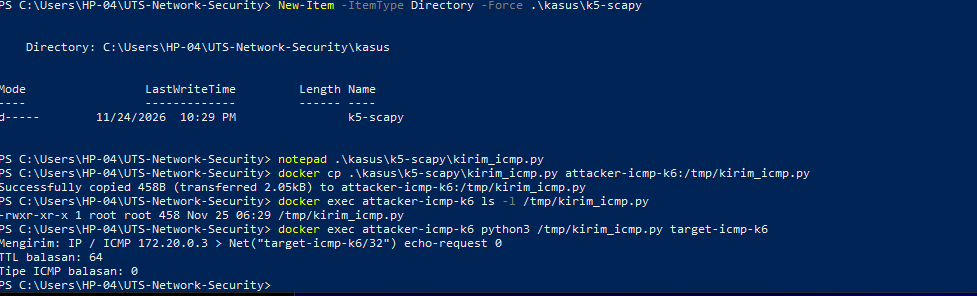 PS C:\Users\HP-04\UTS-Network-Security> New-Item -ItemType Directory -Force .\kasus\k5-scapy
Directory: C:\Users\HP-04\UTS-Network-Security\kasus
Mode LastWriteTime Length Name
---- ------------- ------ ----
d----- 11/24/2026 10:29 PM k5-scapy
PS C:\Users\HP-04\UTS-Network-Security> notepad .\kasus\k5-scapy\kirim_icmp.py
PS C:\Users\HP-04\UTS-Network-Security> docker cp .\kasus\k5-scapy\kirim_icmp.py attacker-icmp-k6:/tmp/kirim_icmp.py
Successfully copied 458B (transferred 2.05kB) to attacker-icmp-k6:/tmp/kirim_icmp.py
PS C:\Users\HP-04\UTS-Network-Security> docker exec attacker-icmp-k6 ls -l /tmp/kirim_icmp.py
-rwxr-xr-x 1 root root 458 Nov 25 06:29 /tmp/kirim_icmp.py
PS C:\Users\HP-04\UTS-Network-Security> docker exec attacker-icmp-k6 python3 /tmp/kirim_icmp.py target-icmp-k6
Mengirim: IP / ICMP 172.20.0.3 > Net("target-icmp-k6/32") echo-request 0
TTL balasan: 64
Tipe ICMP balasan: 0
PS C:\Users\HP-04\UTS-Network-Security>